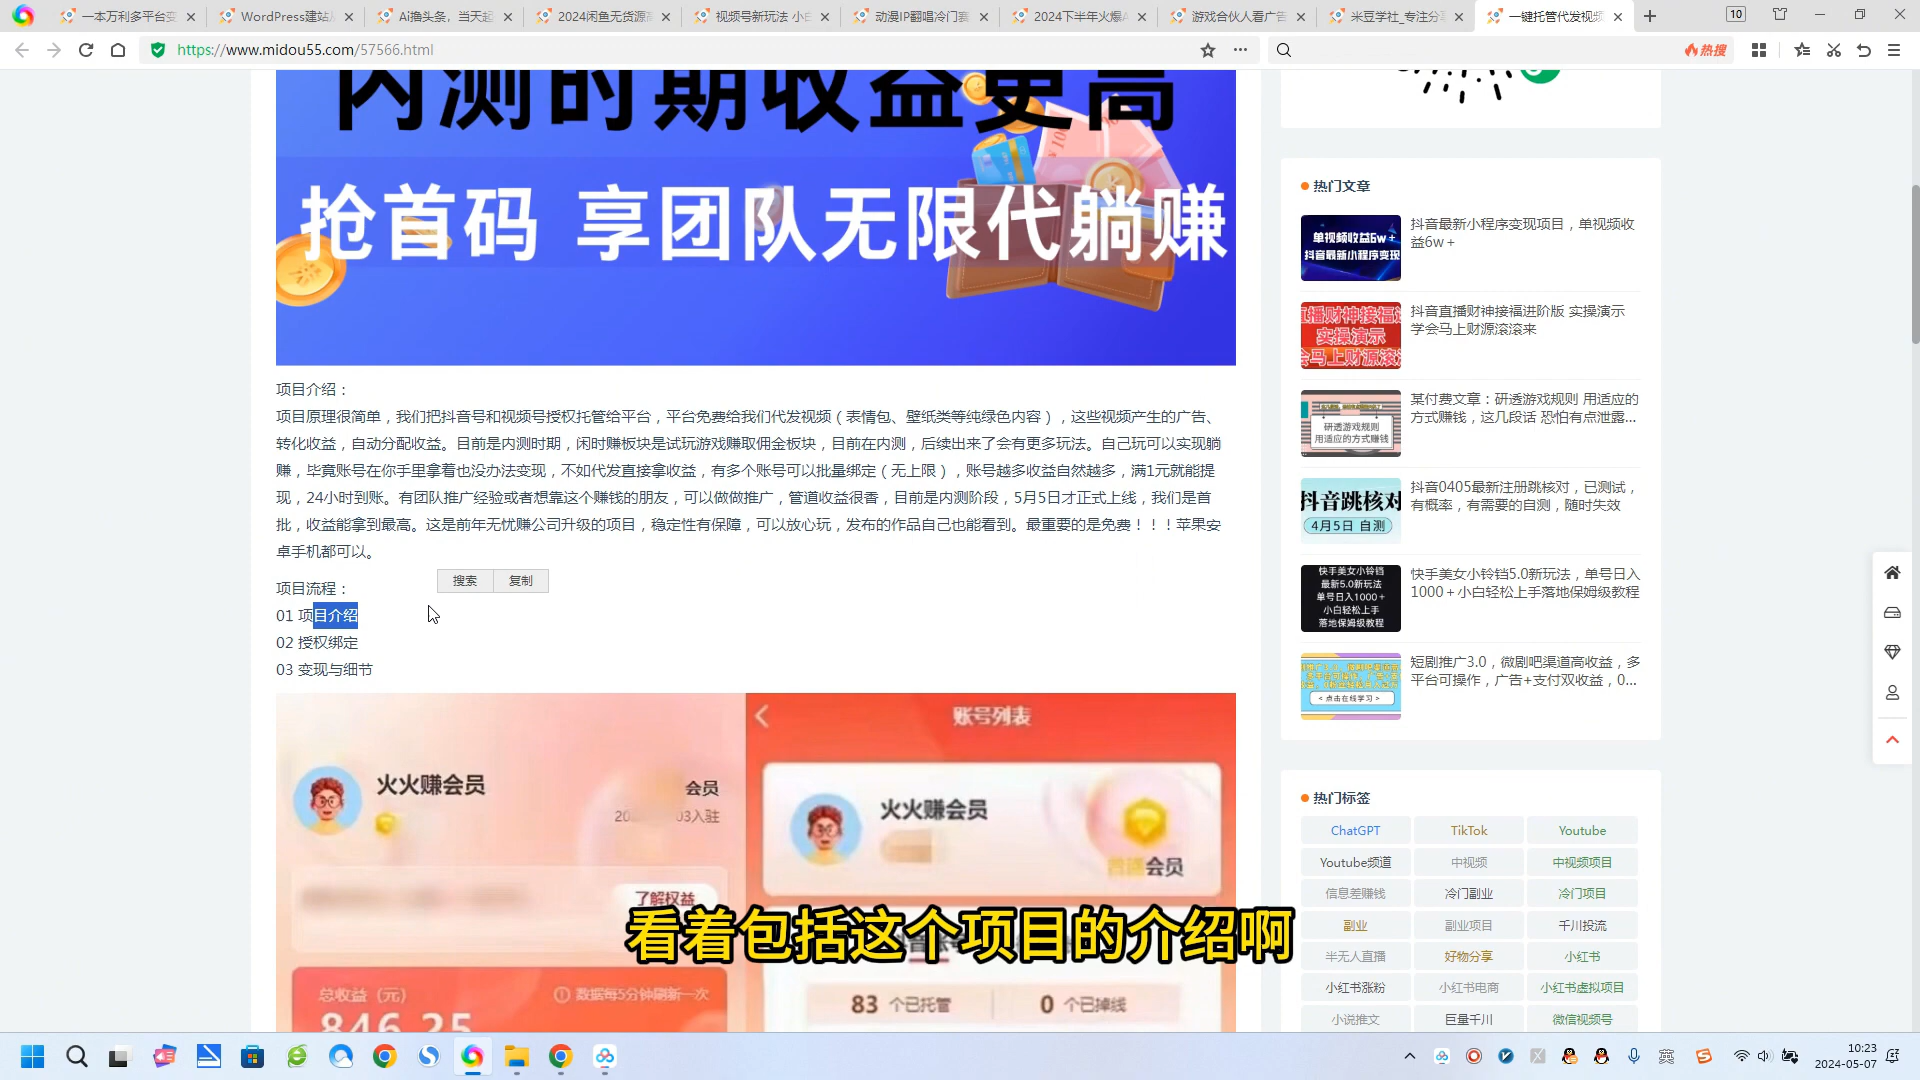 一本万利多平台变
WordPress建站
Ai撸头条，当天起
2024闲鱼无货源
视频号新玩法 小白
动漫IP翻唱冷门赛
2024下半年火爆A
游戏合伙人看广告
米豆学社_专注分享
一键托管代发视频
10
https://www.midou55.com/57566.html
热搜
内测时期收益更高
抢首码 享团队无限代躺赚
项目介绍：
项目原理很简单，我们把抖音号和视频号授权托管给平台，平台免费给我们代发视频（表情包、壁纸类等纯绿色内容），这些视频产生的广告、
转化收益，自动分配收益。目前是内测时期，闲时赚板块是试玩游戏赚取佣金板块，目前在内测，后续出来了会有更多玩法。自己玩可以实现躺
赚，毕竟账号在你手里拿着也没办法变现，不如代发直接拿收益，有多个账号可以批量绑定（无上限），账号越多收益自然越多，满1元就能提
现，24小时到账。有团队推广经验或者想靠这个赚钱的朋友，可以做做推广，管道收益很香，目前是内测阶段，5月5日才正式上线，我们是首
批，收益能拿到最高。这是前年无忧赚公司升级的项目，稳定性有保障，可以放心玩，发布的作品自己也能看到。最重要的是免费！！！苹果安
卓手机都可以。
项目流程：
搜索
复制
01 项目介绍
02 授权绑定
03 变现与细节
火火赚会员
会员
03入驻
了解权益
总收益（元）
数据每5分钟刷新一次
846.25
账号列表
火火赚会员
会员
83 个已托管
0 个已掉线
看着包括这个项目的介绍啊
热门文章
单视频收益6w＋
抖音最新小程序变现
抖音最新小程序变现项目，单视频收
益6w＋
直播财神接福进
实操演示
会马上财源滚滚
抖音直播财神接福进阶版 实操演示
学会马上财源滚滚来
研透游戏规则
用适应的方式赚钱
某付费文章：研透游戏规则 用适应的
方式赚钱，这几段话 恐怕有点泄露...
抖音跳核对
4月5日 自测
抖音0405最新注册跳核对，已测试，
有概率，有需要的自测，随时失效
快手美女小铃铛
最新5.0新玩法
单号日入1000＋
小白轻松上手
落地保姆级教程
快手美女小铃铛5.0新玩法，单号日入
1000＋小白轻松上手落地保姆级教程
< 点击在线学习 >
短剧推广3.0，微剧吧渠道高收益，多
平台可操作，广告+支付双收益，0...
热门标签
ChatGPT
TikTok
Youtube
Youtube频道
中视频
中视频项目
信息差赚钱
冷门副业
冷门项目
副业
副业项目
千川投流
半无人直播
好物分享
小红书
小红书涨粉
小红书电商
小红书虚拟项目
小说推文
巨量千川
微信视频号
英
10:23
2024-05-07